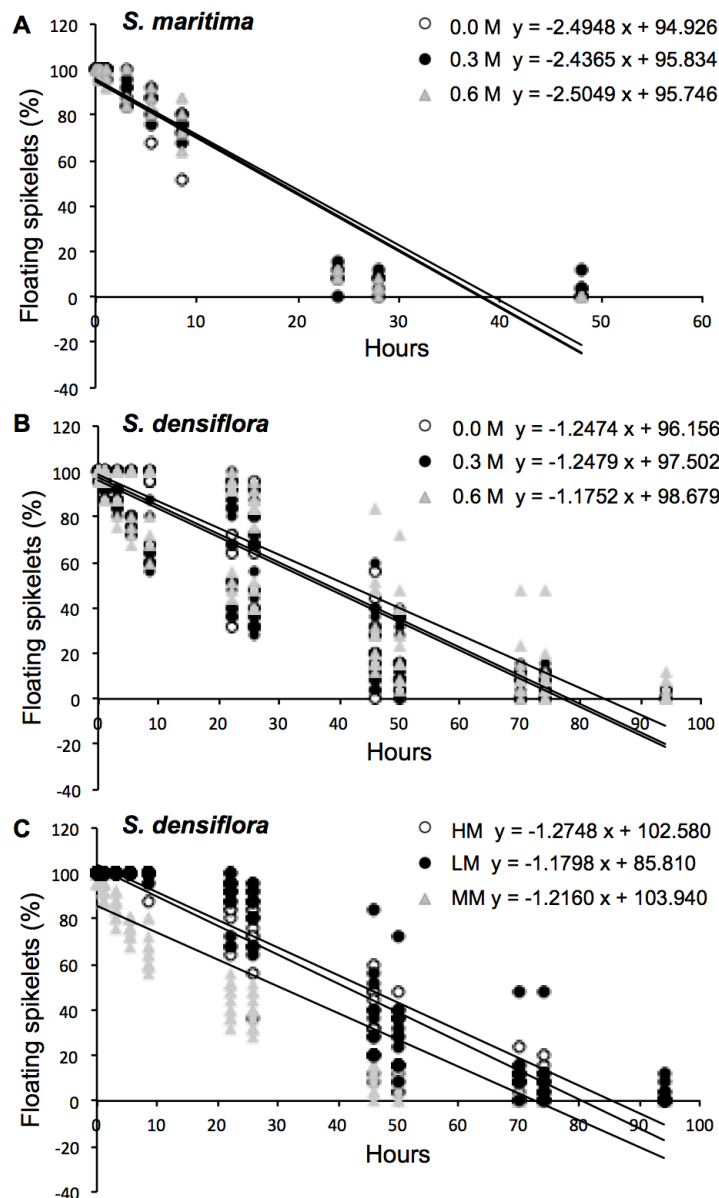 A
S. maritima
0.0 M y = -2.4948 x + 94.926
0.3 M y = -2.4365 x + 95.834
0.6 M y = -2.5049 x + 95.746
Floating spikelets (%)
120
100
80
60
40
20
0
-20
-40
0 10 20 30 40 50 60
Hours
B
S. densiflora
0.0 M y = -1.2474 x + 96.156
0.3 M y = -1.2479 x + 97.502
0.6 M y = -1.1752 x + 98.679
Floating spikelets (%)
120
100
80
60
40
20
0
-20
-40
0 10 20 30 40 50 60 70 80 90 100
Hours
C
S. densiflora
HM y = -1.2748 x + 102.580
LM y = -1.1798 x + 85.810
MM y = -1.2160 x + 103.940
Floating spikelets (%)
120
100
80
60
40
20
0
-20
-40
0 10 20 30 40 50 60 70 80 90 100
Hours